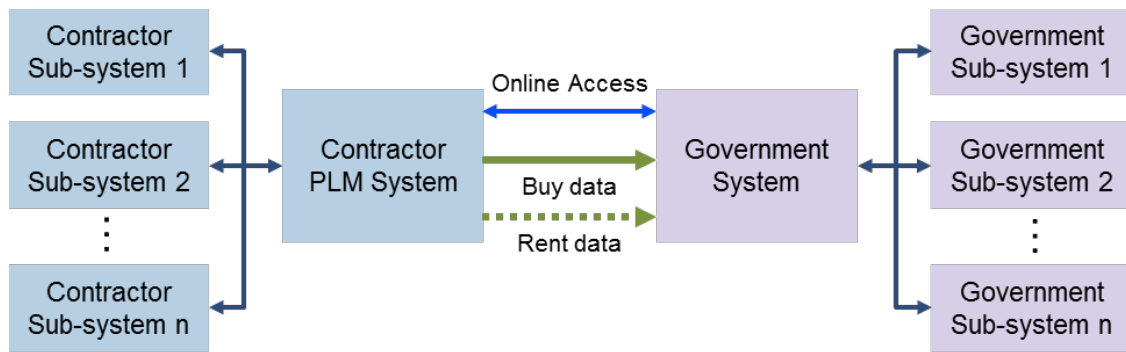 Contractor
Sub-system 1
Contractor
Sub-system 2
Contractor
Sub-system n
Contractor
PLM System
Online Access
Buy data
Rent data
Government
System
Government
Sub-system 1
Government
Sub-system 2
Government
Sub-system n